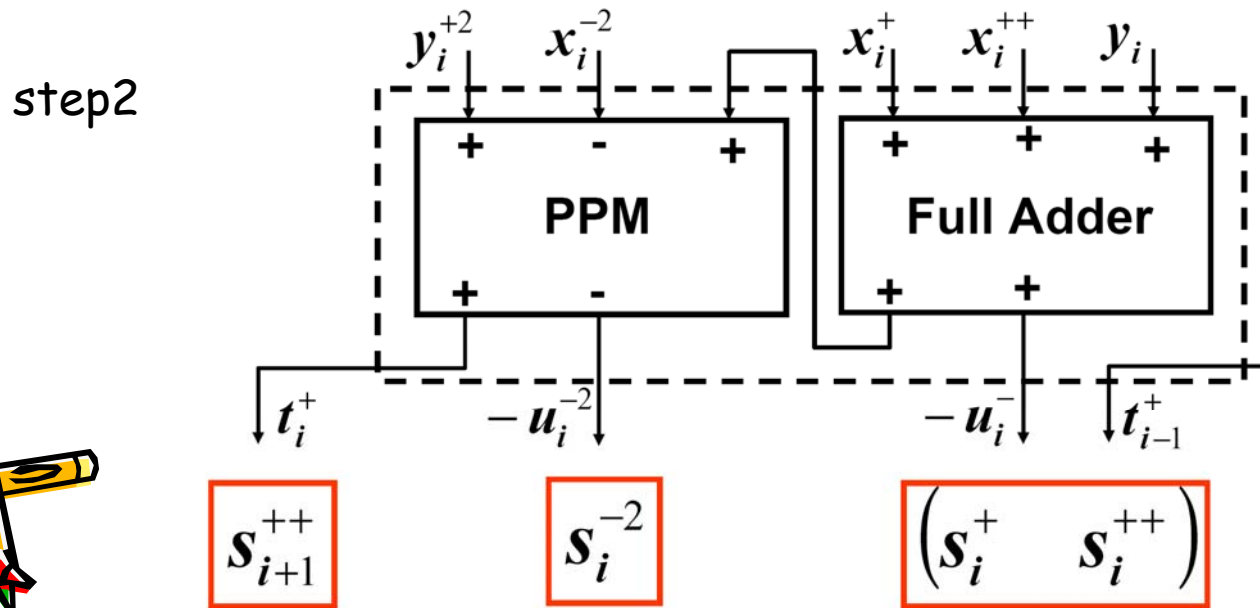 y_i^{+2} x_i^{-2} x_i^{+} x_i^{++} y_i
step2
+ - + + + +
PPM Full Adder
+ - + +
t_i^{+} -u_i^{-2} -u_i^{-} t_{i-1}^{+}
s_{i+1}^{++} s_i^{-2} (s_i^{+} s_i^{++})